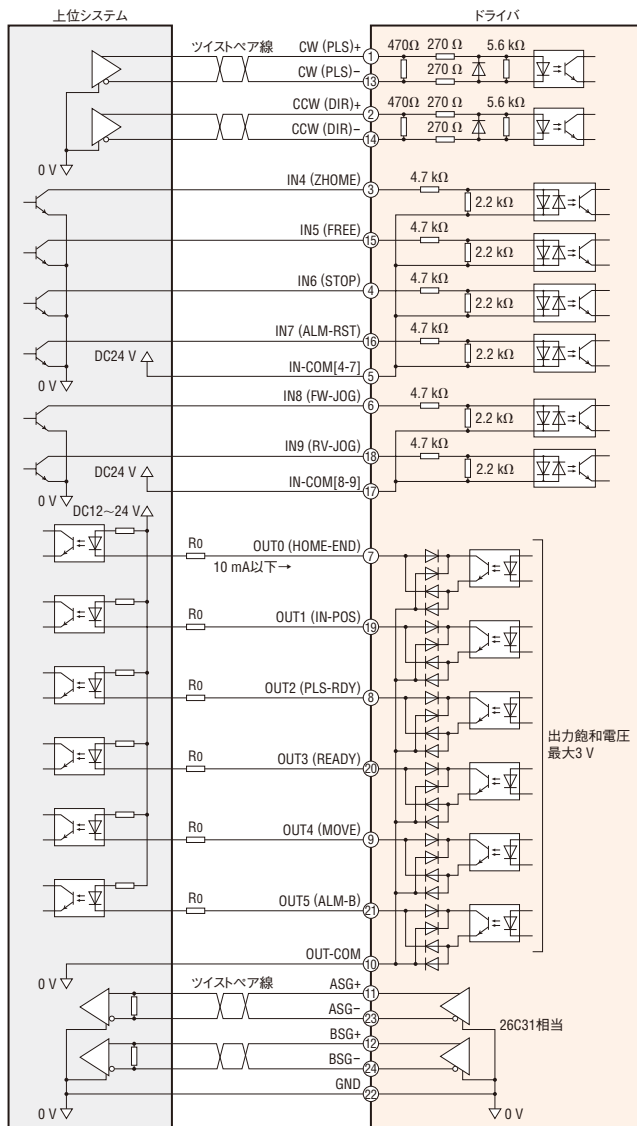 上位システム
ドライバ
ツイストペア線
CW (PLS)+
1
470Ω
270 Ω
5.6 kΩ
CW (PLS)−
13
270 Ω
CCW (DIR)+
2
470Ω
270 Ω
5.6 kΩ
CCW (DIR)−
14
270 Ω
0 V
IN4 (ZHOME)
3
4.7 kΩ
2.2 kΩ
IN5 (FREE)
15
4.7 kΩ
2.2 kΩ
IN6 (STOP)
4
4.7 kΩ
2.2 kΩ
IN7 (ALM-RST)
16
4.7 kΩ
2.2 kΩ
DC24 V
IN-COM[4-7]
5
0 V
IN8 (FW-JOG)
6
4.7 kΩ
2.2 kΩ
IN9 (RV-JOG)
18
4.7 kΩ
2.2 kΩ
DC24 V
IN-COM[8-9]
17
0 V
DC12～24 V
R0
OUT0 (HOME-END)
7
10 mA以下→
R0
OUT1 (IN-POS)
19
R0
OUT2 (PLS-RDY)
8
出力飽和電圧
最大3 V
R0
OUT3 (READY)
20
R0
OUT4 (MOVE)
9
R0
OUT5 (ALM-B)
21
OUT-COM
10
0 V
ツイストペア線
ASG+
11
ASG−
23
26C31相当
BSG+
12
BSG−
24
GND
22
0 V
0 V